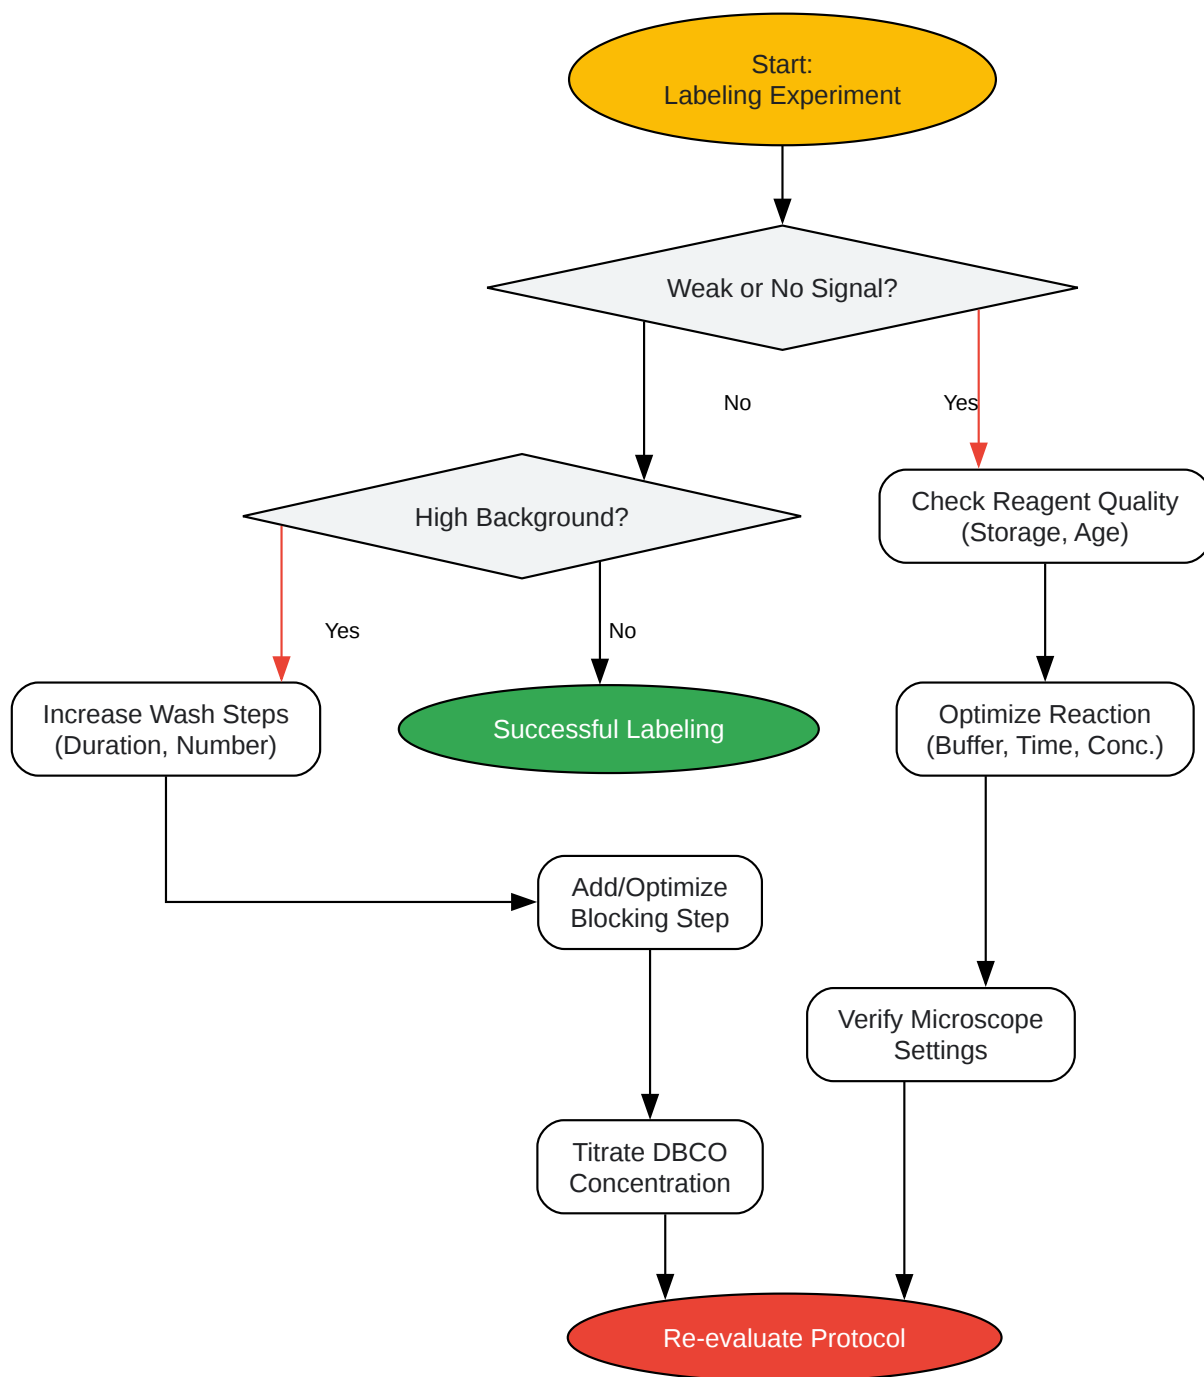 Start:
Labeling Experiment
Weak or No Signal?
No
Yes
High Background?
Check Reagent Quality
(Storage, Age)
Yes
No
Increase Wash Steps
(Duration, Number)
Successful Labeling
Optimize Reaction
(Buffer, Time, Conc.)
Add/Optimize
Blocking Step
Verify Microscope
Settings
Titrate DBCO
Concentration
Re-evaluate Protocol